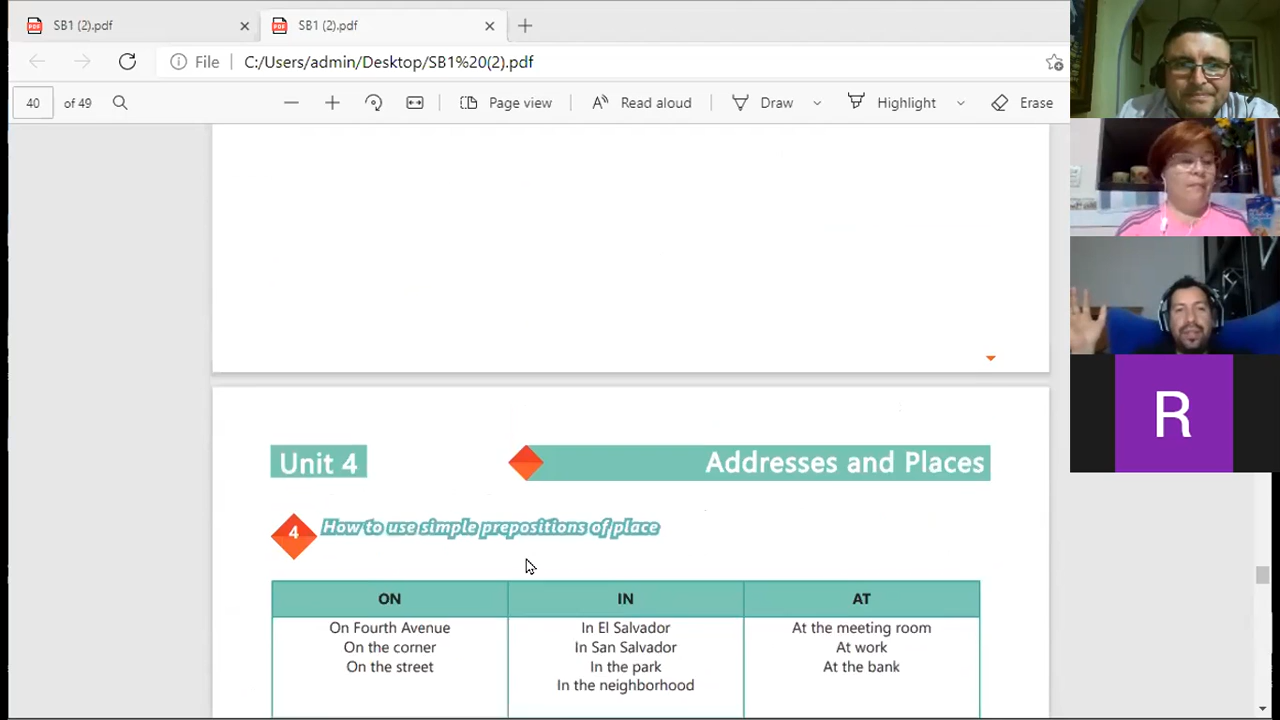 SB1 (2).pdf
SB1 (2).pdf
File C:/Users/admin/Desktop/SB1%20(2).pdf
40 of 49 Page view Read aloud Draw Highlight Erase
R
Unit 4 Addresses and Places
4 How to use simple prepositions of place
ON IN AT
On Fourth Avenue In El Salvador At the meeting room
On the corner In San Salvador At work
On the street In the park At the bank
In the neighborhood